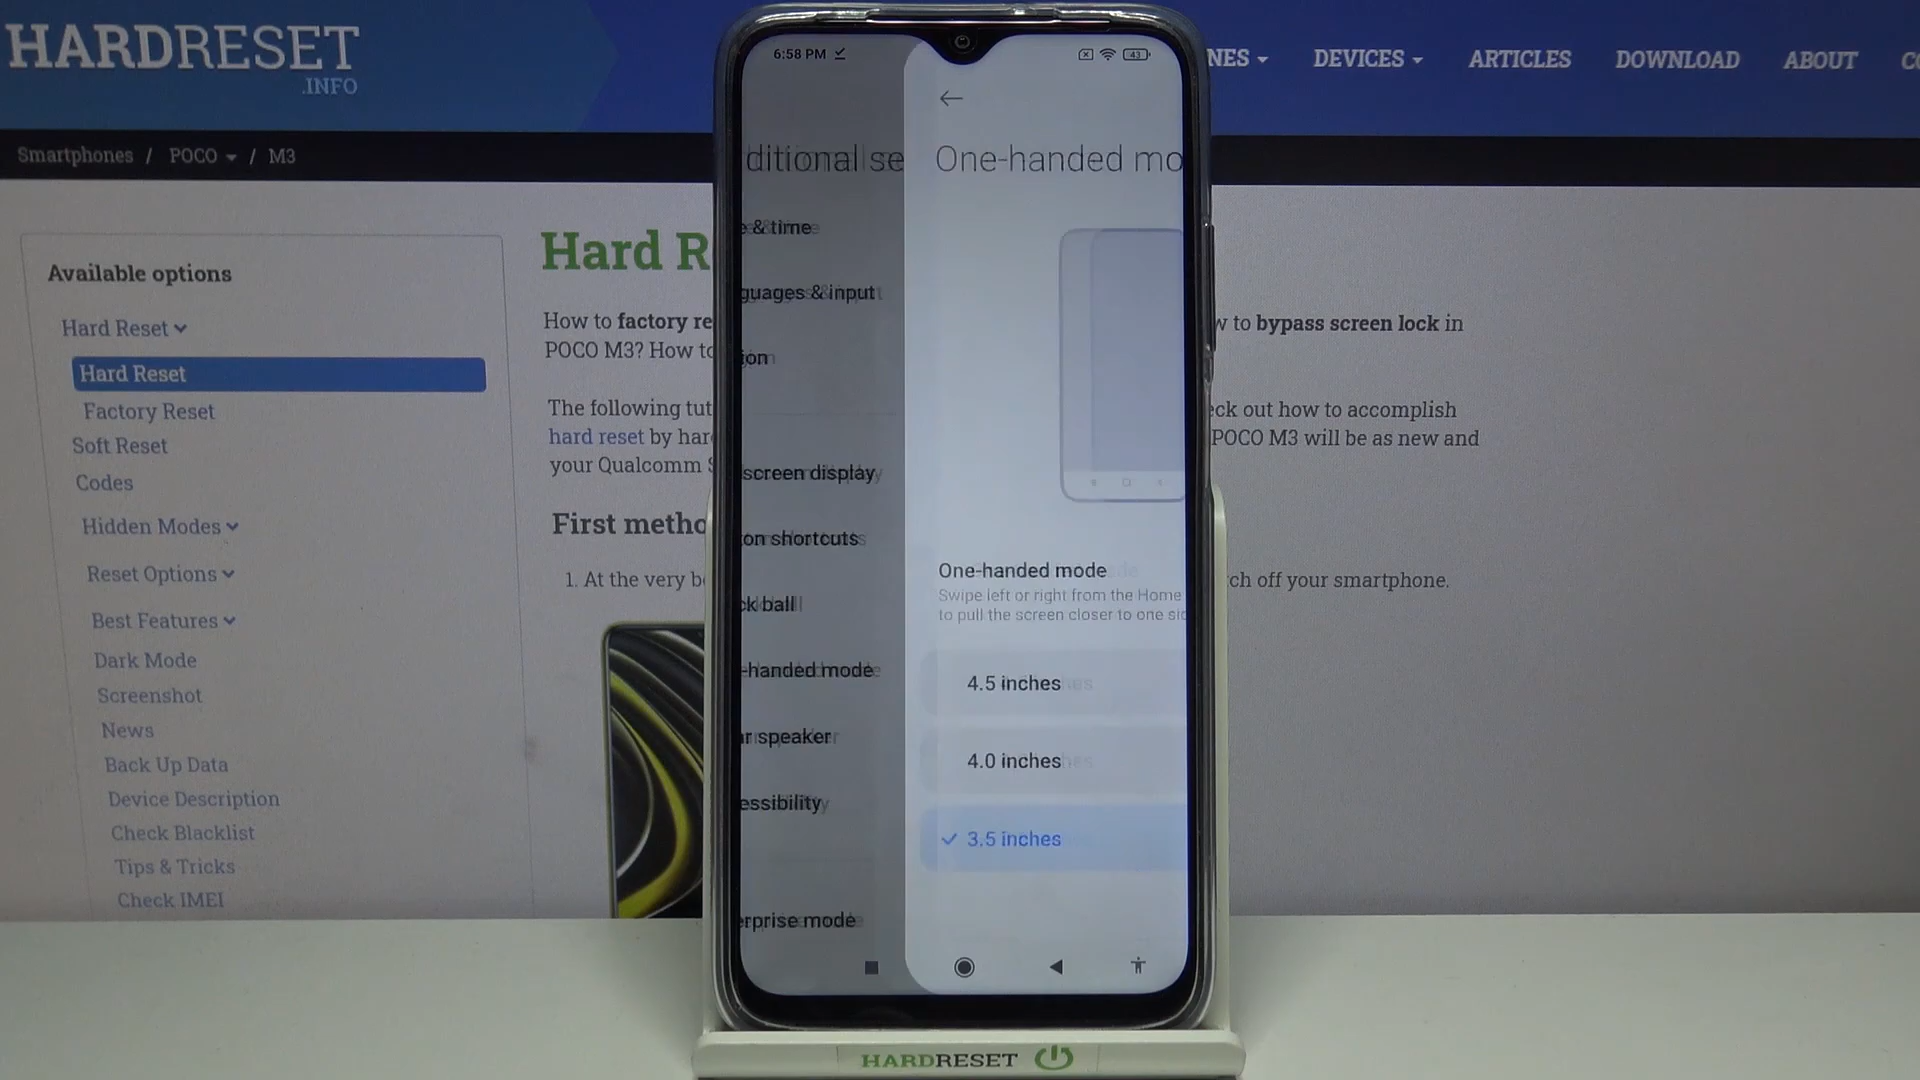 HARDRESET
.INFO
NES
DEVICES
ARTICLES
DOWNLOAD
ABOUT
Smartphones / POCO / M3
Available options
Hard Reset
Hard Reset
Factory Reset
Soft Reset
Codes
Hidden Modes
Reset Options
Best Features
Dark Mode
Screenshot
News
Back Up Data
Device Description
Check Blacklist
Tips & Tricks
Check IMEI
Hard R
How to factory re
POCO M3? How to
The following tut
hard reset by har
your Qualcomm S
First metho
1. At the very b
w to bypass screen lock in
eck out how to accomplish
POCO M3 will be as new and
ch off your smartphone.
6:58 PM
43
ditional se
e & time
guages & input
ion
screen display
on shortcuts
ck ball
-handed mode
r speaker
essibility
erprise mode
One-handed mo
One-handed mode
Swipe left or right from the Home
to pull the screen closer to one sid
4.5 inches
4.0 inches
3.5 inches
HARDRESET